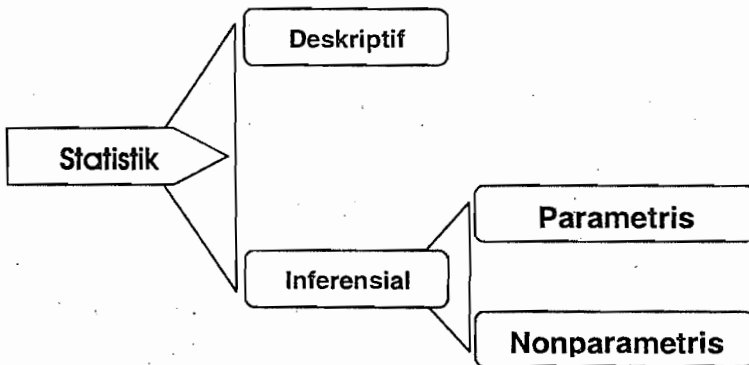 Deskriptif
Statistik
Parametris
Inferensial
Nonparametris